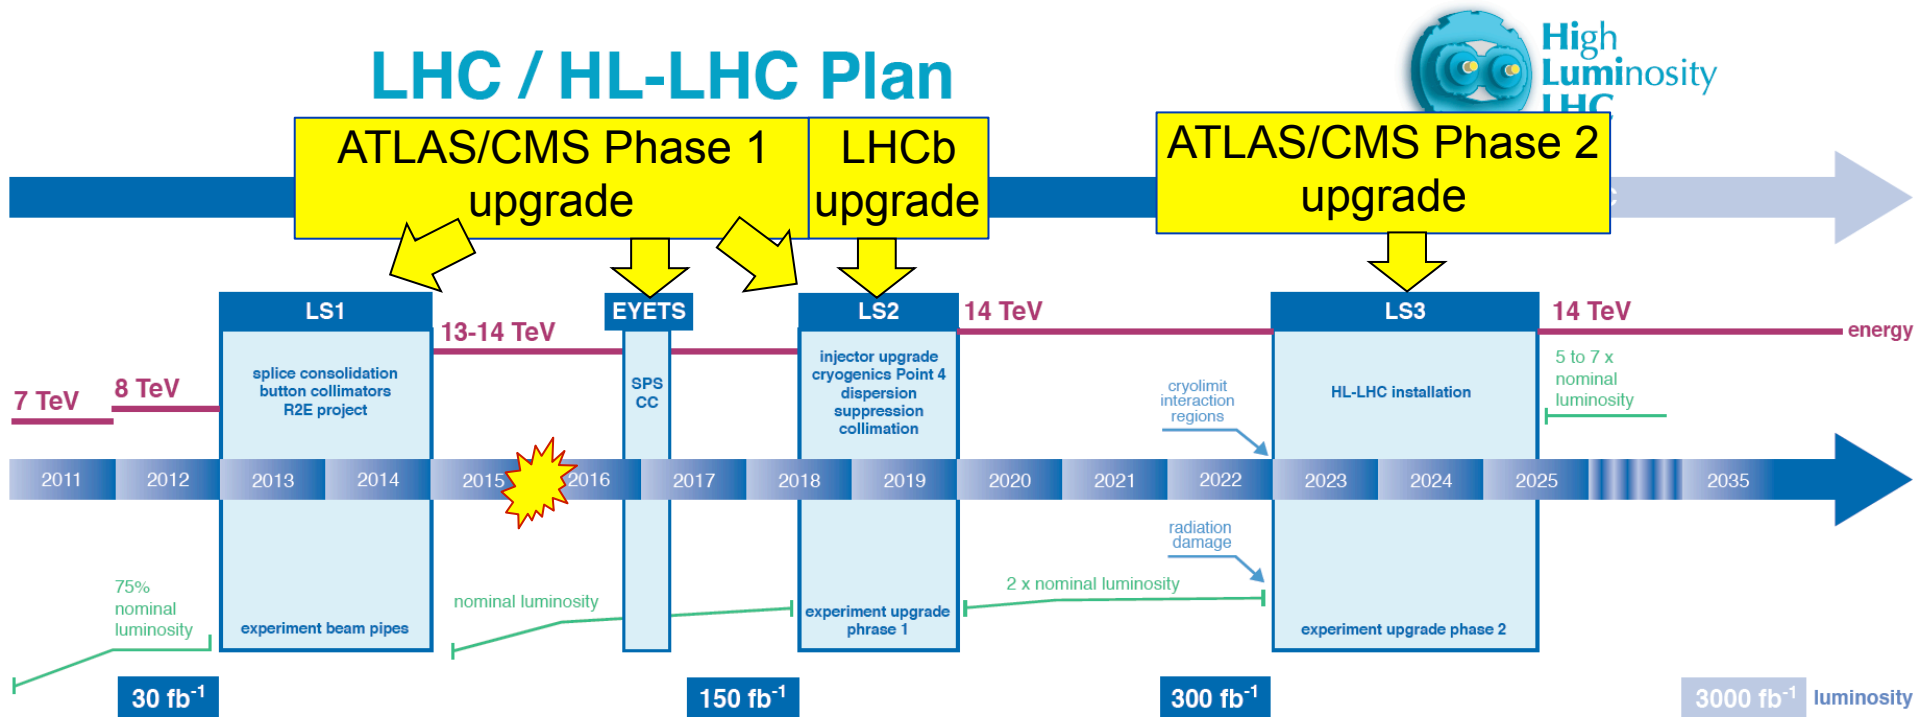 LHC / HL-LHC Plan
High
Luminosity
LHC
ATLAS/CMS Phase 1
upgrade
LHCb
upgrade
ATLAS/CMS Phase 2
upgrade
LS1
EYETS
LS2
LS3
7 TeV
8 TeV
13-14 TeV
14 TeV
14 TeV
energy
splice consolidation
button collimators
R2E project
SPS
CC
injector upgrade
cryogenics Point 4
dispersion
suppression
collimation
cryolimit
interaction
regions
HL-LHC installation
5 to 7 x
nominal
luminosity
2011 2012 2013 2014 2015 2016 2017 2018 2019 2020 2021 2022 2023 2024 2025 2035
radiation
damage
75%
nominal
luminosity
experiment beam pipes
nominal luminosity
experiment upgrade
phrase 1
2 x nominal luminosity
experiment upgrade phase 2
30 fb⁻¹
150 fb⁻¹
300 fb⁻¹
3000 fb⁻¹
luminosity